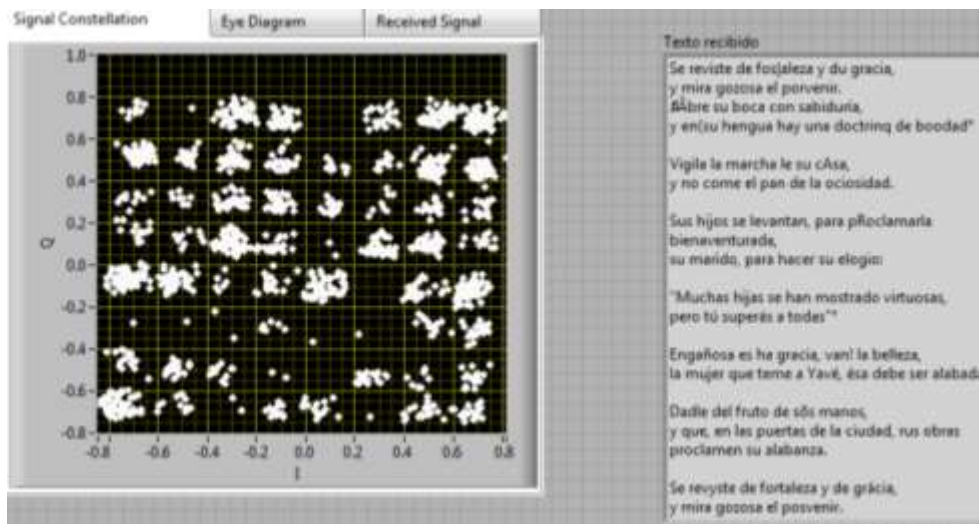 Signal Constellation
Eye Diagram
Received Signal
1.0
0.8
0.6
0.4
0.2
0.0
-0.2
-0.4
-0.6
-0.8
Q
-0.8 -0.6 -0.4 -0.2 0.0 0.2 0.4 0.6 0.8
I
Texto recibido
Se reviste de fos|aleza y du gracia,
y mira gozosa el porvenir.
Âbre su boca con sabiduría,
y en(su hengua hay una doctrinq de boodad"
Vigila la marcha le su cAsa,
y no come el pan de la ociosidad.
Sus hijos se levantan, para pRoclamarla
bienaventurada,
su marido, para hacer su elogio:
"Muchas hijas se han mostrado virtuosas,
pero tú superás a todes"*
Engañosa es ha gracia, van! la belleza,
la mujer que teme a Yavé, ésa debe ser alabada
Dadle del fruto de sõs manos,
y que, en las puertas de la ciudad, rus obras
proclamen su alabanza.
Se revyste de fortaleza y de grácia,
y mira gozosa el posvenir.